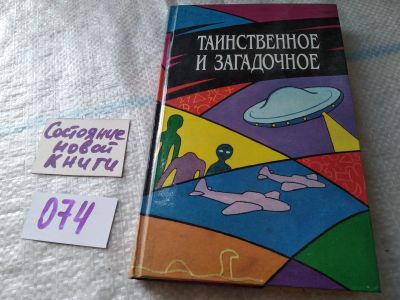 ТАИНСТВЕННОЕ
И ЗАГАДОЧНОЕ
Состояние
новой
книги
074